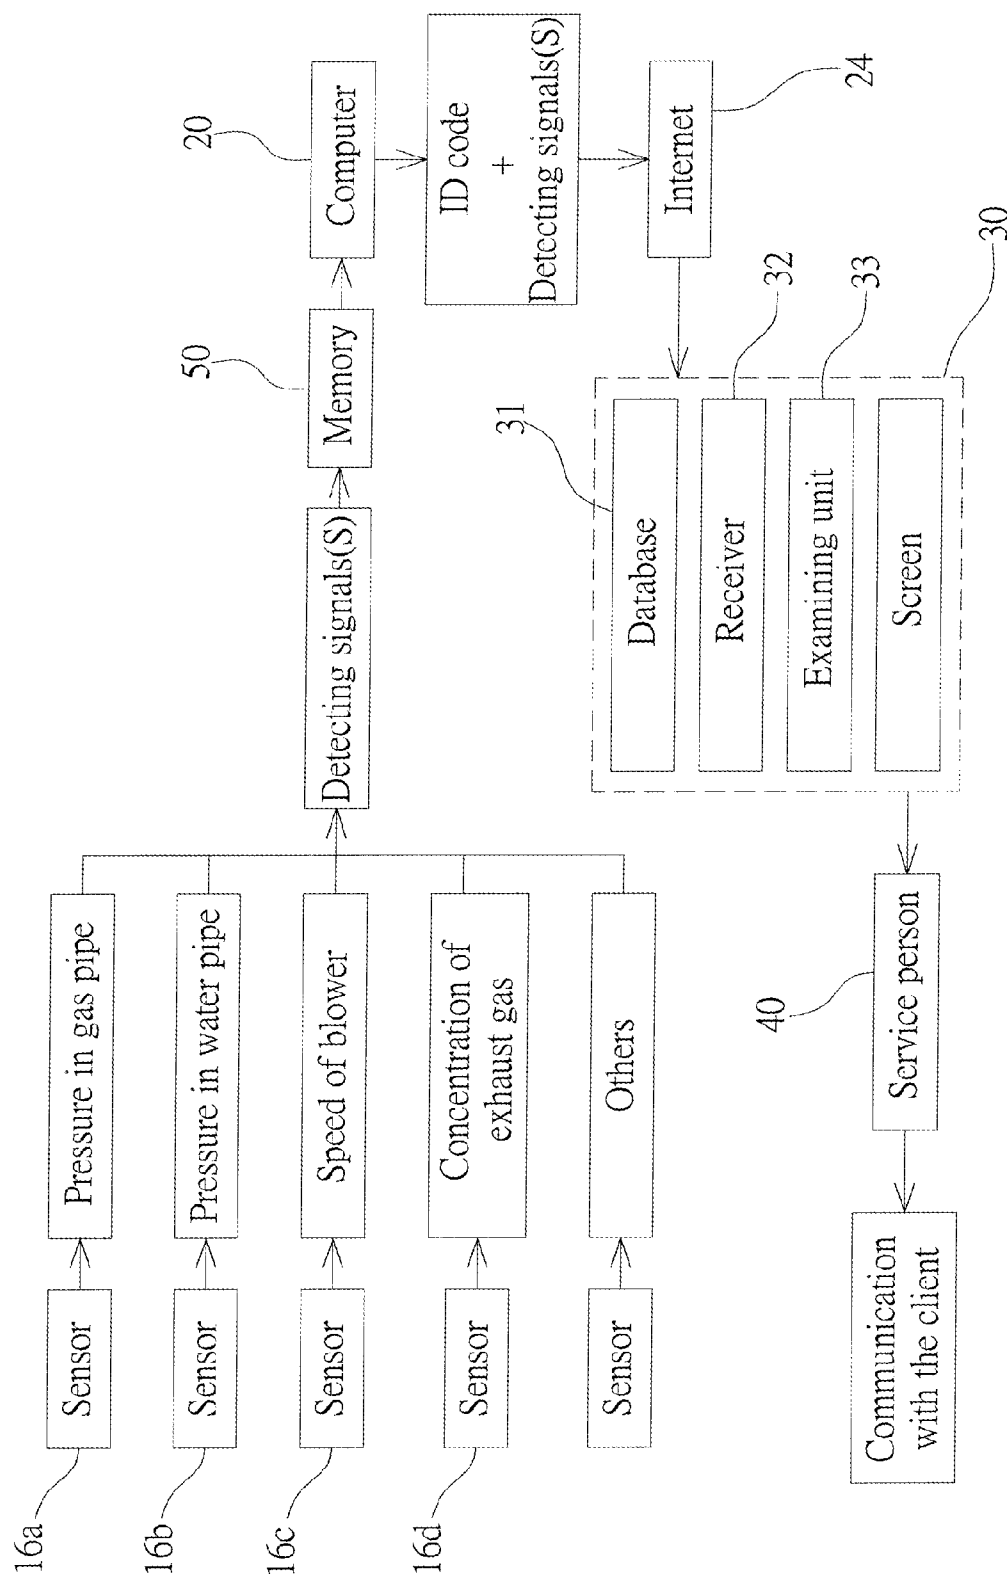 16a
Sensor
Pressure in gas pipe
16b
Sensor
Pressure in water pipe
16c
Sensor
Speed of blower
16d
Sensor
Concentration of
exhaust gas
Sensor
Others
Detecting signals(S)
50
Memory
20
Computer
ID code
+
Detecting signals(S)
Internet
24
31
Database
Receiver
32
Examining unit
33
Screen
30
40
Service person
Communication
with the client